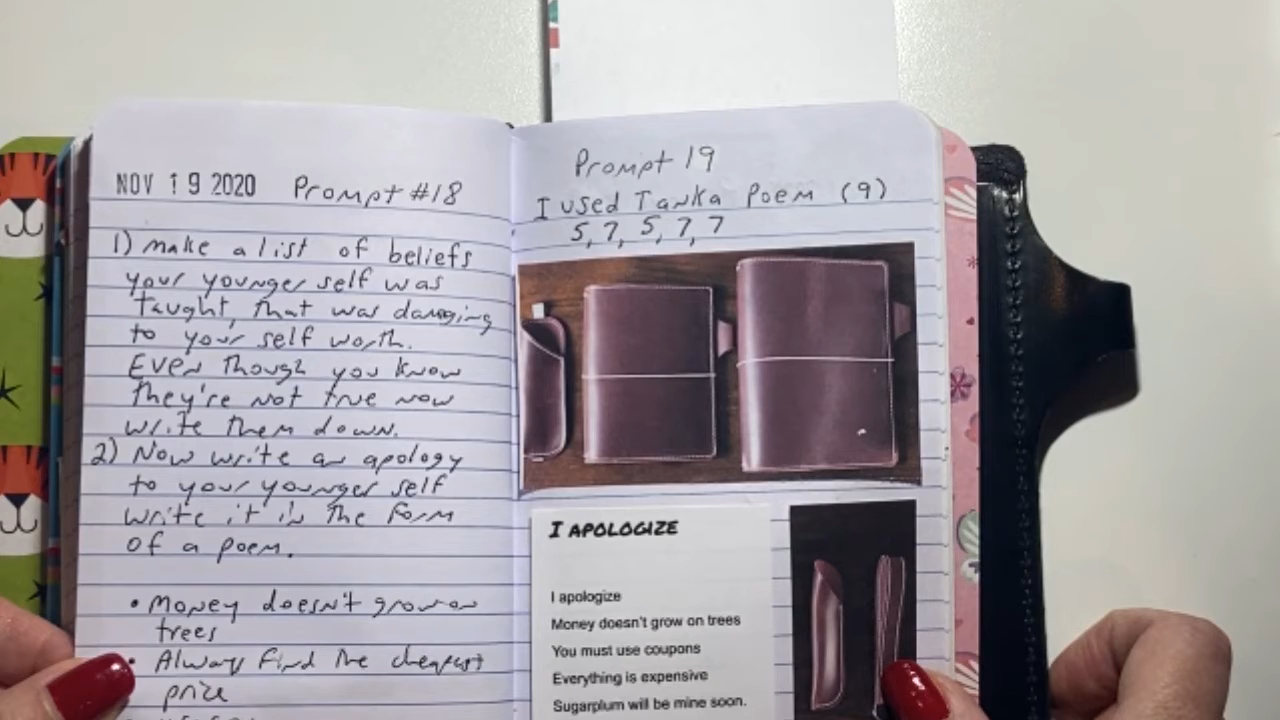 NOV 19 2020 Prompt #18
1) make a list of beliefs
your younger self was
taught, that was damaging
to your self worth.
Even though you know
they're not true now
write them down.
2) Now write an apology
to your younger self
write it in the form
of a poem.
• Money doesn't grow on
trees
• Always find the cheapest
price
Prompt 19
I used Tanka Poem (9)
5, 7, 5, 7, 7
I APOLOGIZE
I apologize
Money doesn't grow on trees
You must use coupons
Everything is expensive
Sugarplum will be mine soon.